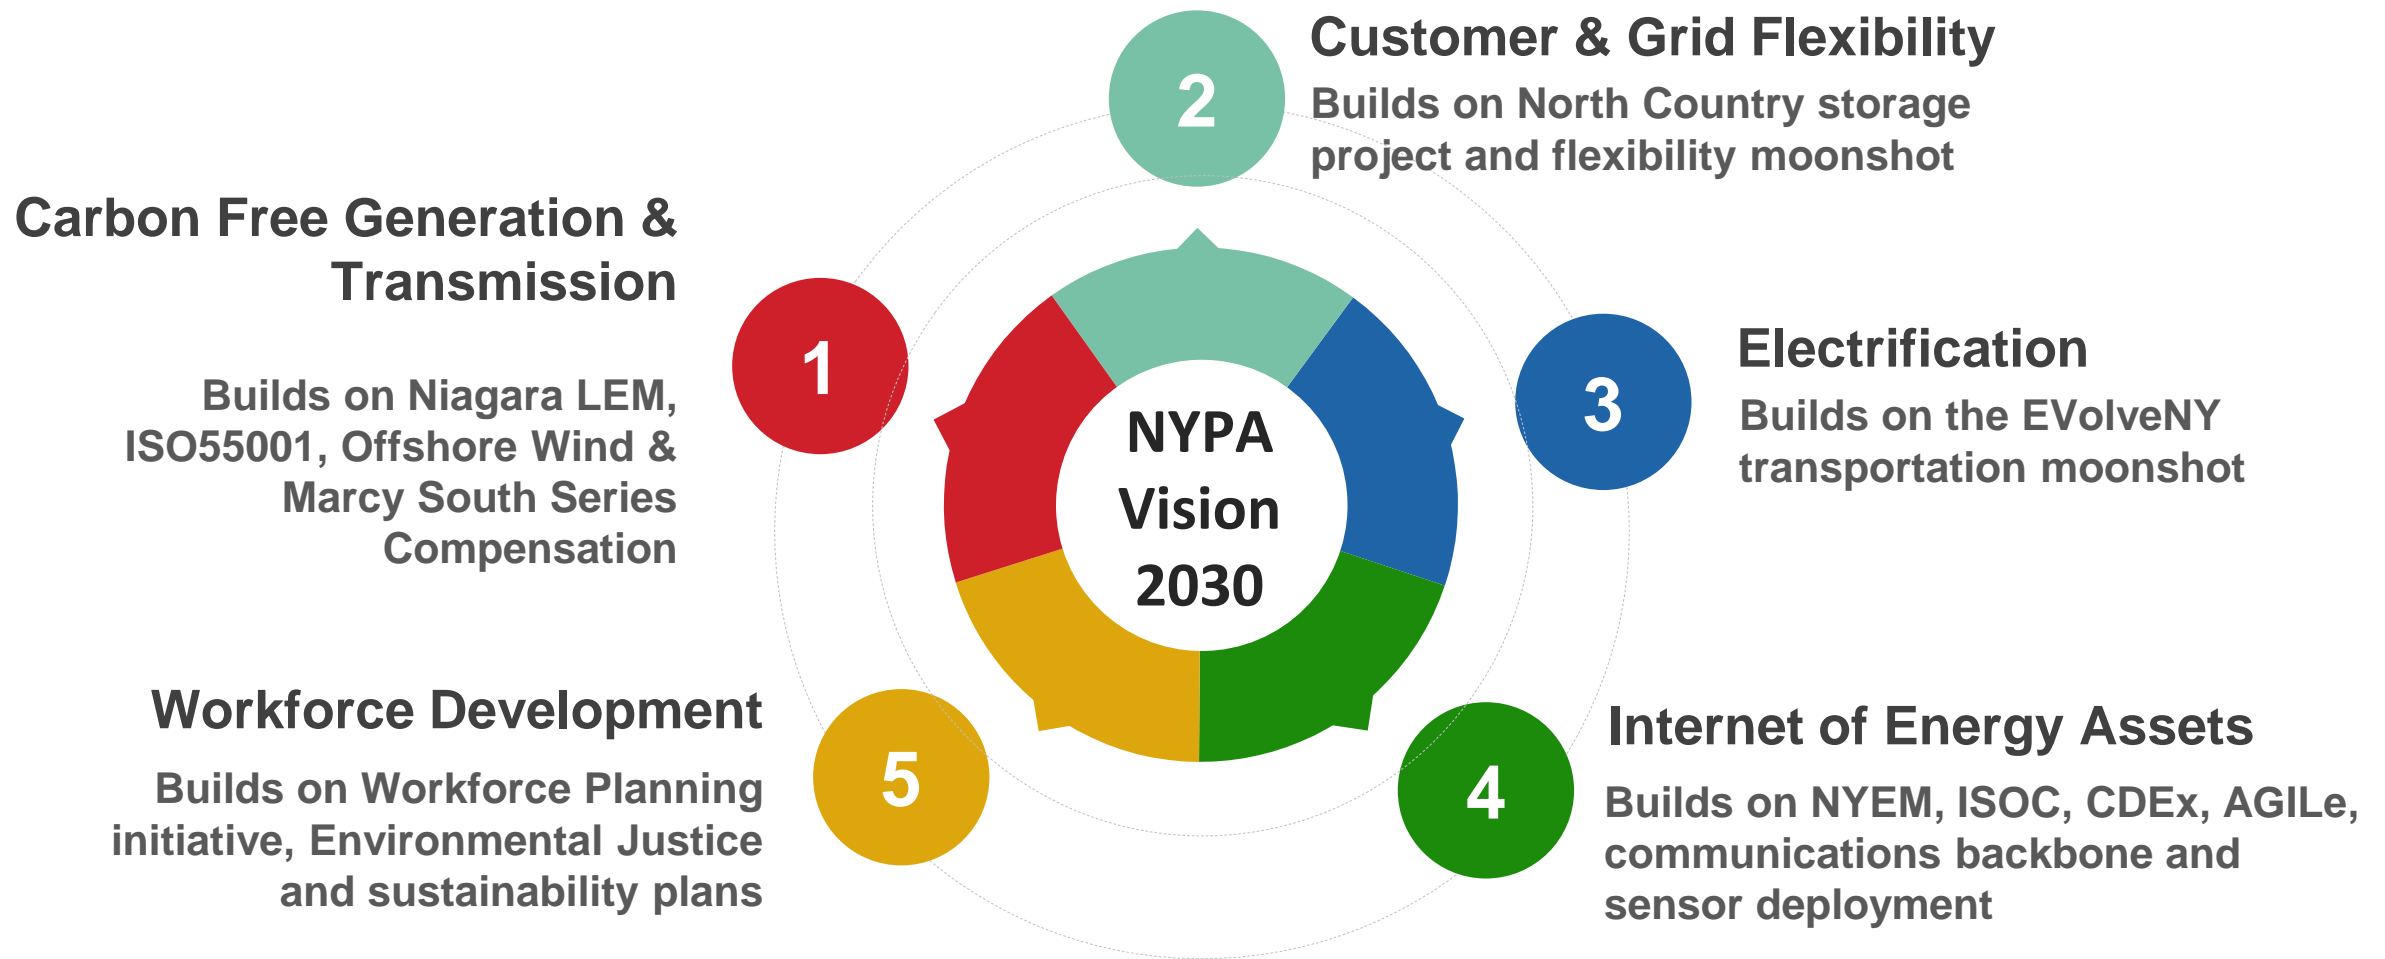 1
Carbon Free Generation &
Transmission
Builds on Niagara LEM,
ISO55001, Offshore Wind &
Marcy South Series
Compensation
2
Customer & Grid Flexibility
Builds on North Country storage
project and flexibility moonshot
3
Electrification
Builds on the EVolveNY
transportation moonshot
4
Internet of Energy Assets
Builds on NYEM, ISOC, CDEx, AGILe,
communications backbone and
sensor deployment
5
Workforce Development
Builds on Workforce Planning
initiative, Environmental Justice
and sustainability plans
NYPA
Vision
2030